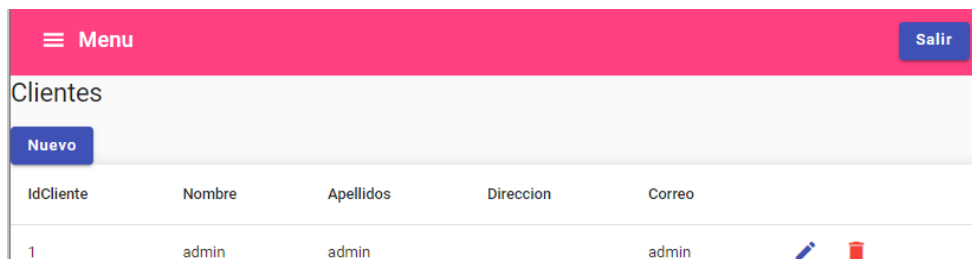 Menu Salir
Clientes
Nuevo
IdCliente Nombre Apellidos Direccion Correo
1 admin admin admin